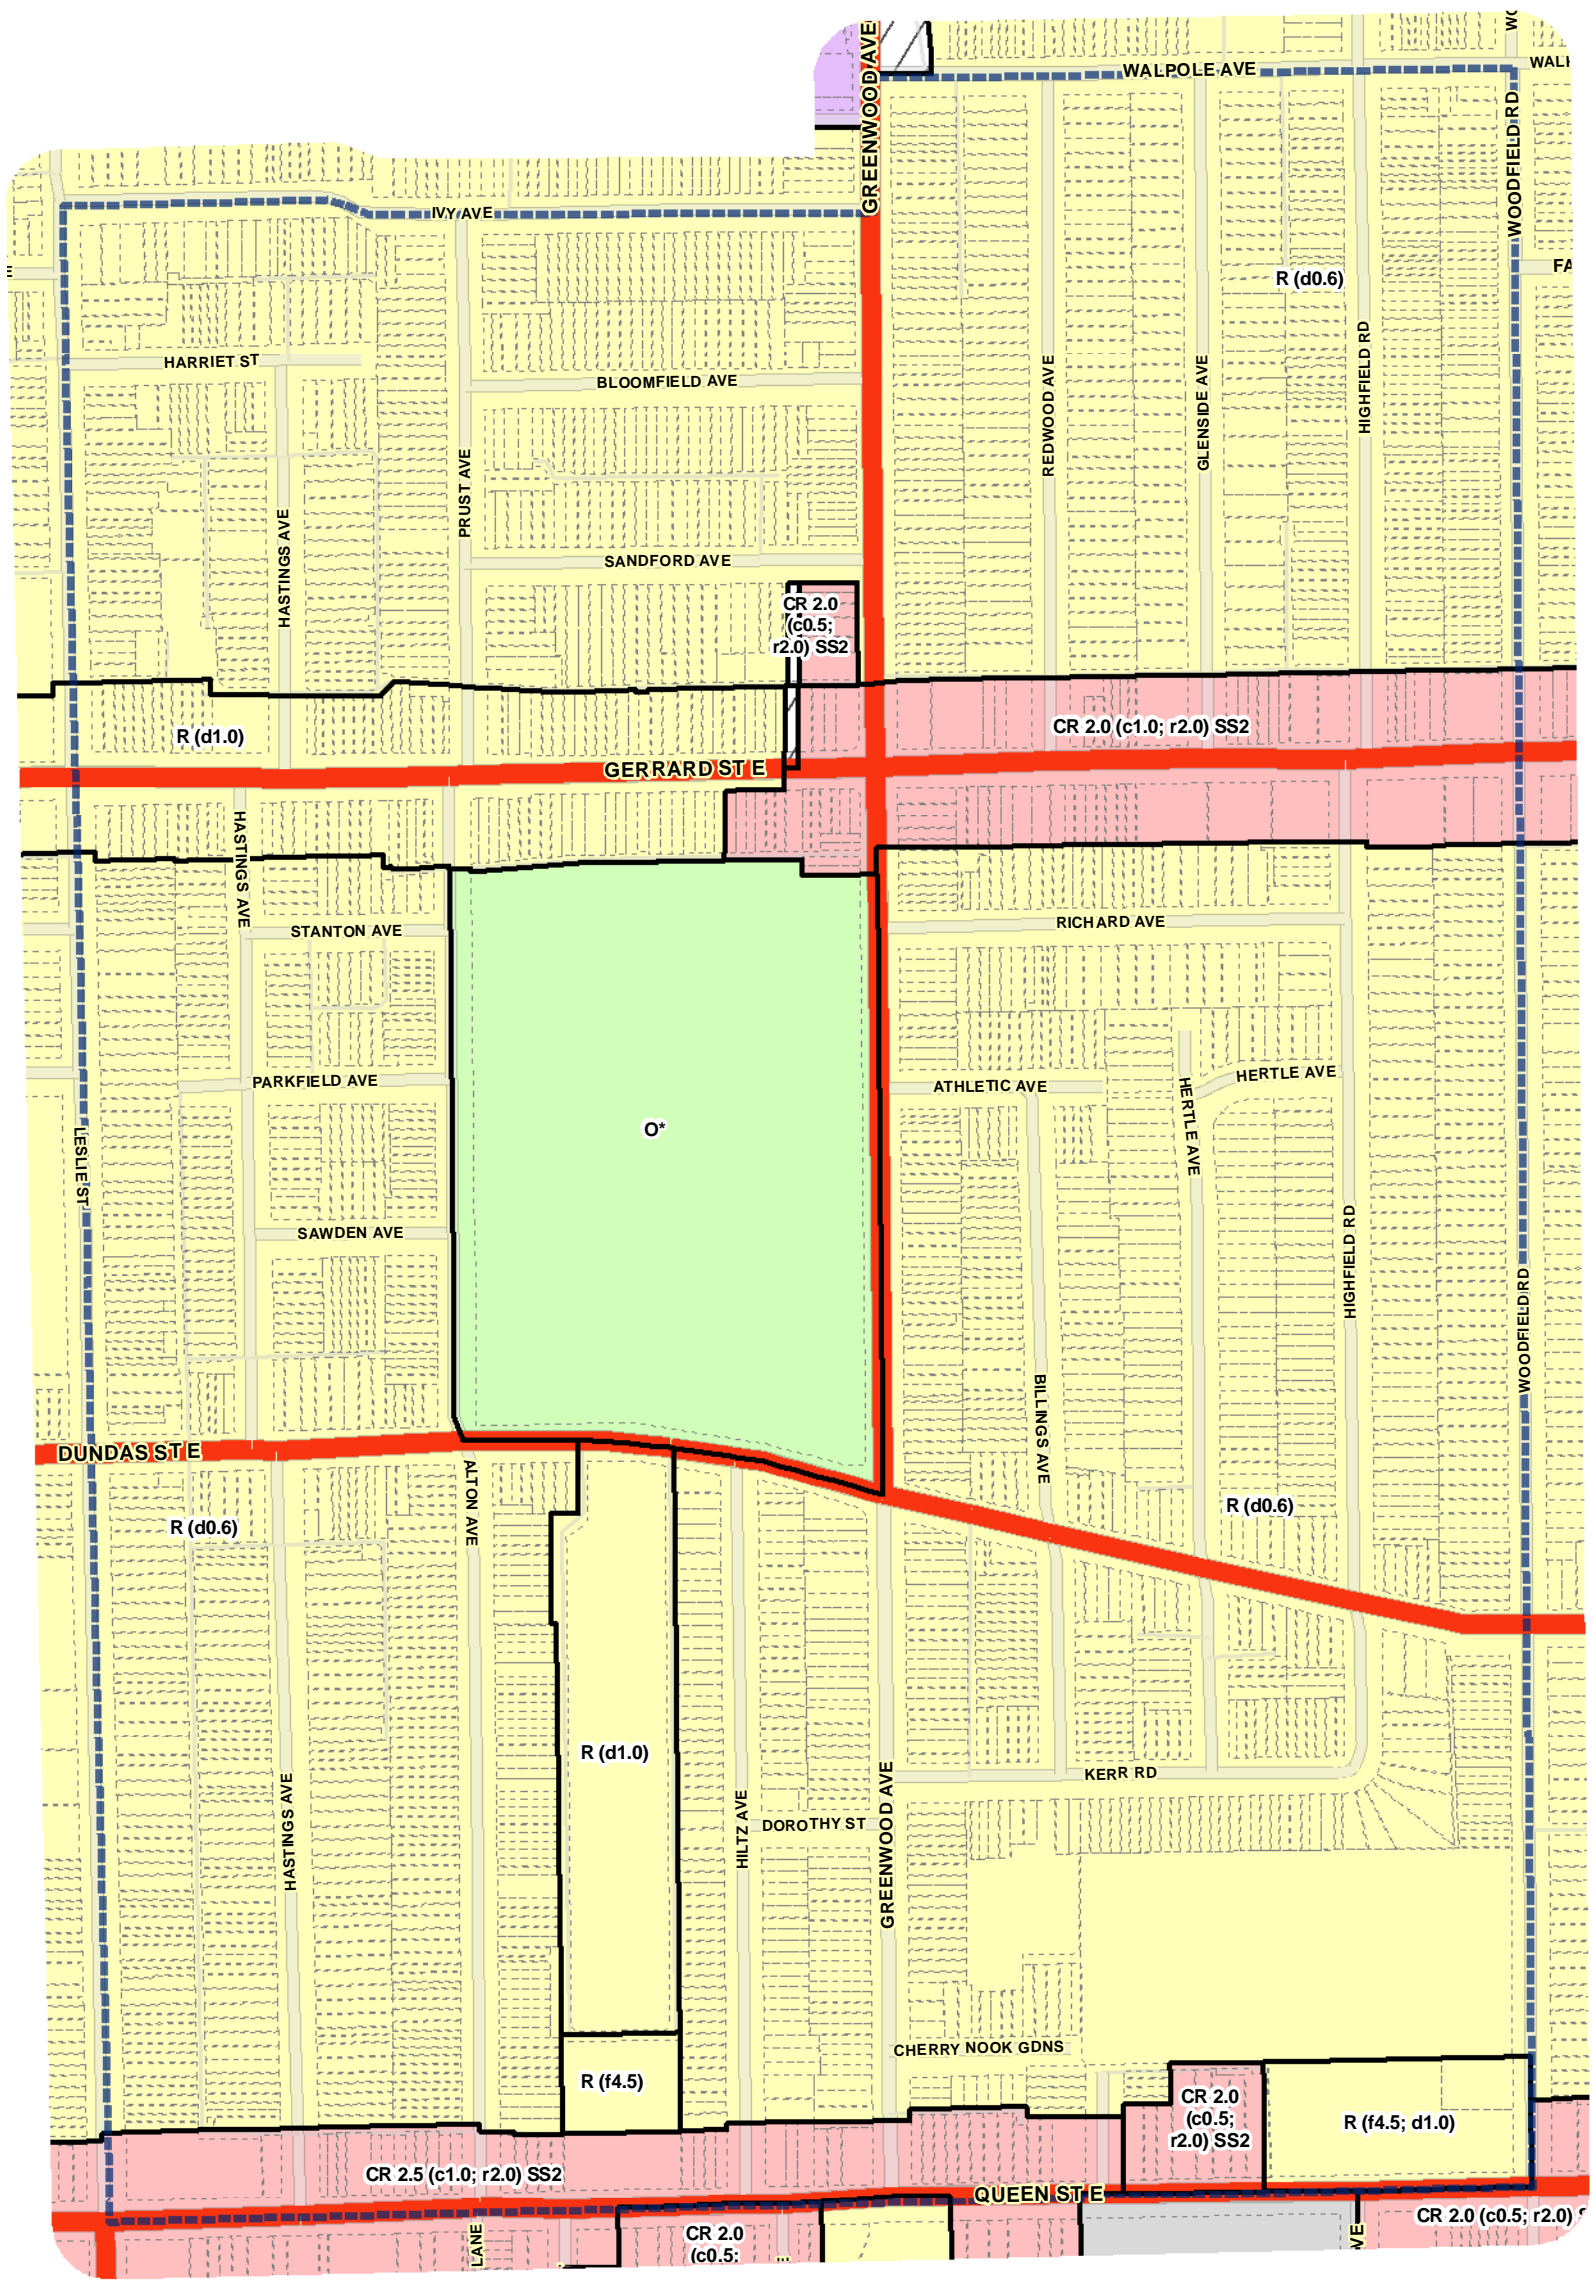 GREENWOOD AVE
WALPOLE AVE
WOODFIELD RD
IVY AVE
R (d0.6)
HARRIET ST
BLOOMFIELD AVE
HIGHFIELD RD
REDWOOD AVE
GLENSIDE AVE
PRUST AVE
HASTINGS AVE
SANDFORD AVE
CR 2.0
(c0.5;
r2.0) SS2
R (d1.0)
CR 2.0 (c1.0; r2.0) SS2
GERRARD ST E
HASTINGS AVE
STANTON AVE
RICHARD AVE
PARKFIELD AVE
ATHLETIC AVE
HERTLE AVE
HERTLE AVE
O*
LESLIE ST
SAWDEN AVE
HIGHFIELD RD
WOODFIELD RD
BILLINGS AVE
DUNDAS ST E
ALTON AVE
R (d0.6)
R (d0.6)
R (d1.0)
KERR RD
HASTINGS AVE
HILTZ AVE
DOROTHY ST
GREENWOOD AVE
CHERRY NOOK GDNS
R (f4.5)
CR 2.0
(c0.5;
r2.0) SS2
R (f4.5; d1.0)
CR 2.5 (c1.0; r2.0) SS2
QUEEN ST E
CR 2.0 (c0.5; r2.0)
LANE
CR 2.0
(c0.5;